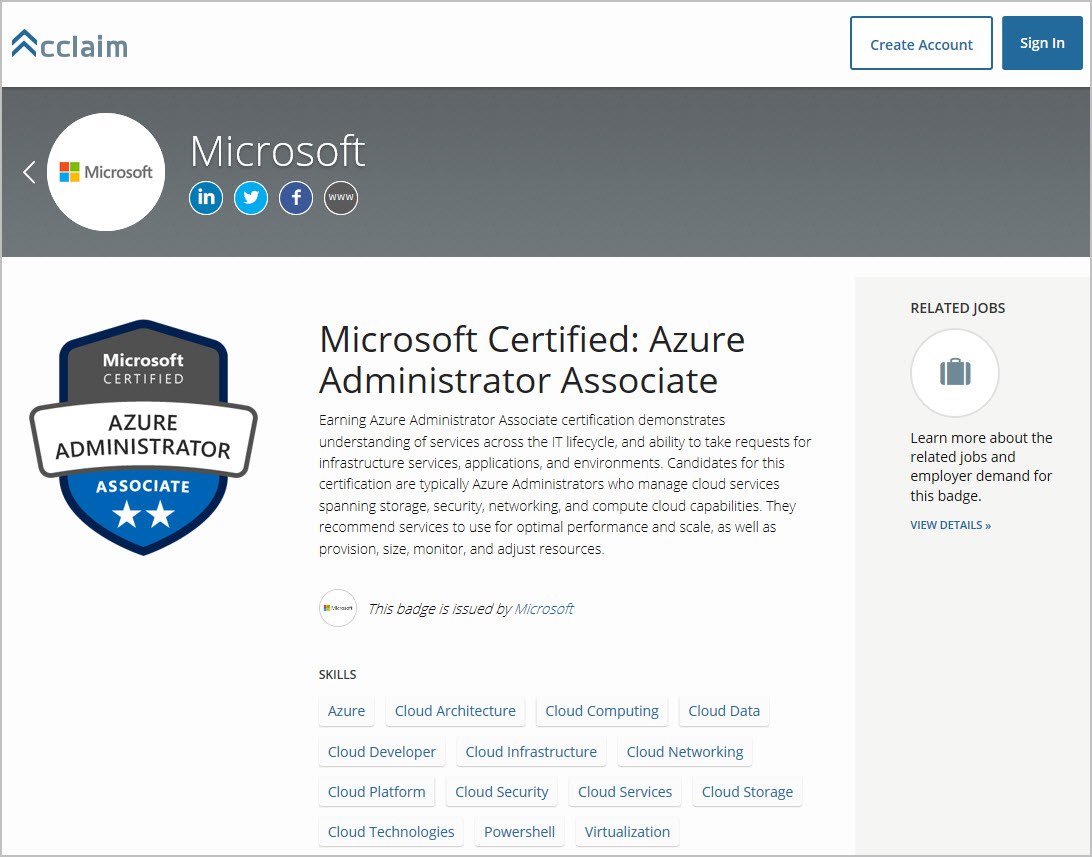 Acclaim
Create Account
Sign In
Microsoft
Microsoft
in
f
www
Microsoft
CERTIFIED
AZURE
ADMINISTRATOR
ASSOCIATE
Microsoft Certified: Azure
Administrator Associate
Earning Azure Administrator Associate certification demonstrates
understanding of services across the IT lifecycle, and ability to take requests for
infrastructure services, applications, and environments. Candidates for this
certification are typically Azure Administrators who manage cloud services
spanning storage, security, networking, and compute cloud capabilities. They
recommend services to use for optimal performance and scale, as well as
provision, size, monitor, and adjust resources.
Microsoft
This badge is issued by Microsoft
SKILLS
Azure
Cloud Architecture
Cloud Computing
Cloud Data
Cloud Developer
Cloud Infrastructure
Cloud Networking
Cloud Platform
Cloud Security
Cloud Services
Cloud Storage
Cloud Technologies
Powershell
Virtualization
RELATED JOBS
Learn more about the
related jobs and
employer demand for
this badge.
VIEW DETAILS »